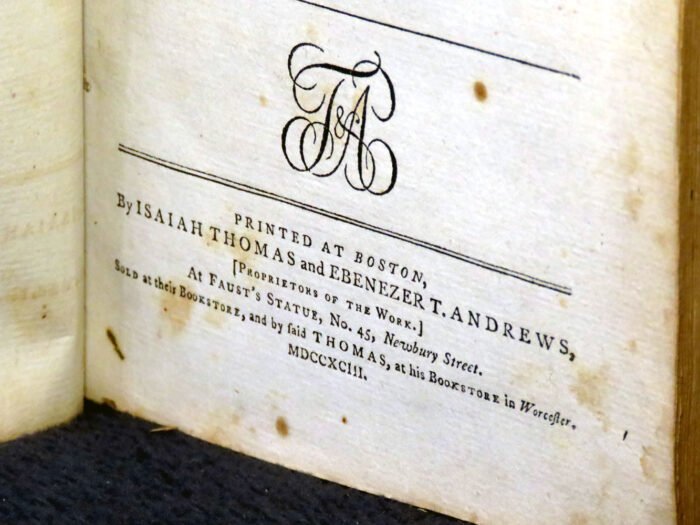 T&A
PRINTED AT BOSTON,
By ISAIAH THOMAS and EBENEZER T. ANDREWS,
[PROPRIETORS OF THE WORK.]
At FAUST'S STATUE, No. 45, Newbury Street.
SOLD at their BOOKSTORE, and by ſaid THOMAS, at his BOOKSTORE in Worceſter.
MDCCXCIII.